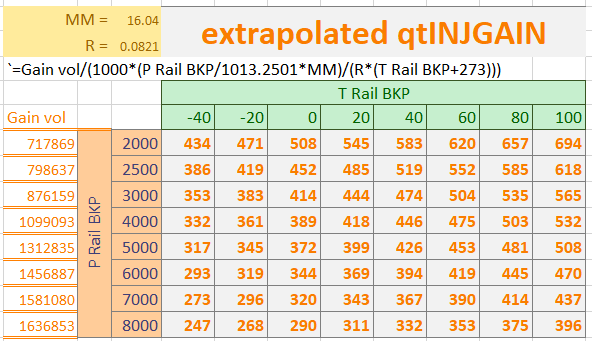 MM = 16.04 extrapolated qtINJGAIN
R = 0.0821
`=Gain vol/(1000*(P Rail BKP/1013.2501*MM)/(R*(T Rail BKP+273)))
T Rail BKP
Gain vol -40 -20 0 20 40 60 80 100
P Rail BKP
717869 2000 434 471 508 545 583 620 657 694
798637 2500 386 419 452 485 519 552 585 618
876159 3000 353 383 414 444 474 504 535 565
1099093 4000 332 361 389 418 446 475 503 532
1312835 5000 317 345 372 399 426 453 481 508
1456887 6000 293 319 344 369 394 419 445 470
1581080 7000 273 296 320 343 367 390 414 437
1636853 8000 247 268 290 311 332 353 375 396